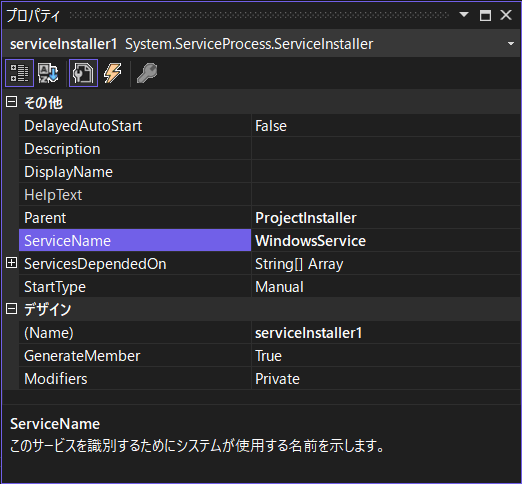 プロパティ
serviceInstaller1 System.ServiceProcess.ServiceInstaller
その他
DelayedAutoStart False
Description
DisplayName
HelpText
Parent ProjectInstaller
ServiceName WindowsService
ServicesDependedOn String[] Array
StartType Manual
デザイン
(Name) serviceInstaller1
GenerateMember True
Modifiers Private
ServiceName
このサービスを識別するためにシステムが使用する名前を示します。